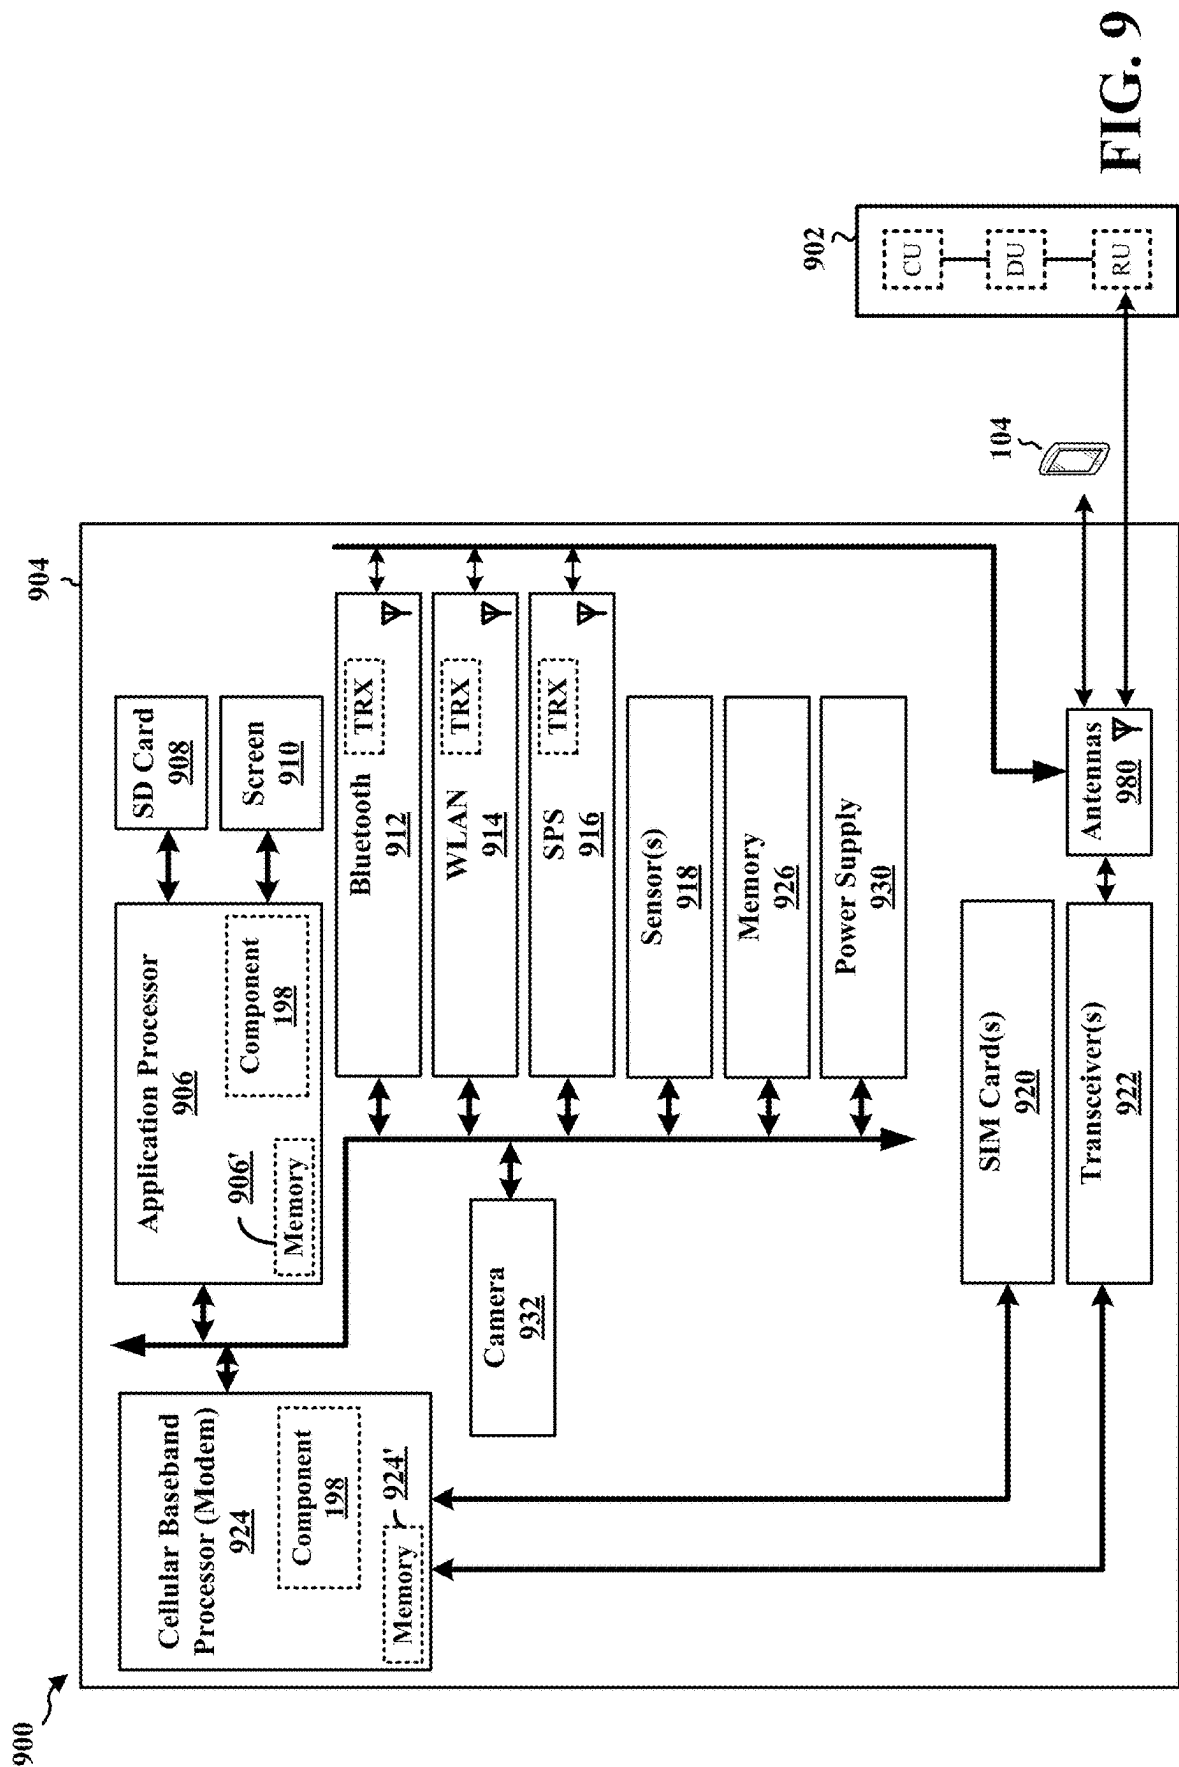 900
904
Cellular Baseband
Processor (Modem)
924
Component
198
Memory
924'
Application Processor
906
Component
198
906'
Memory
SD Card
908
Screen
910
Bluetooth
912
TRX
WLAN
914
TRX
SPS
916
TRX
Sensor(s)
918
Memory
926
Power Supply
930
Camera
932
SIM Card(s)
920
Transceiver(s)
922
Antennas
980
104
902
CU
DU
RU
FIG. 9